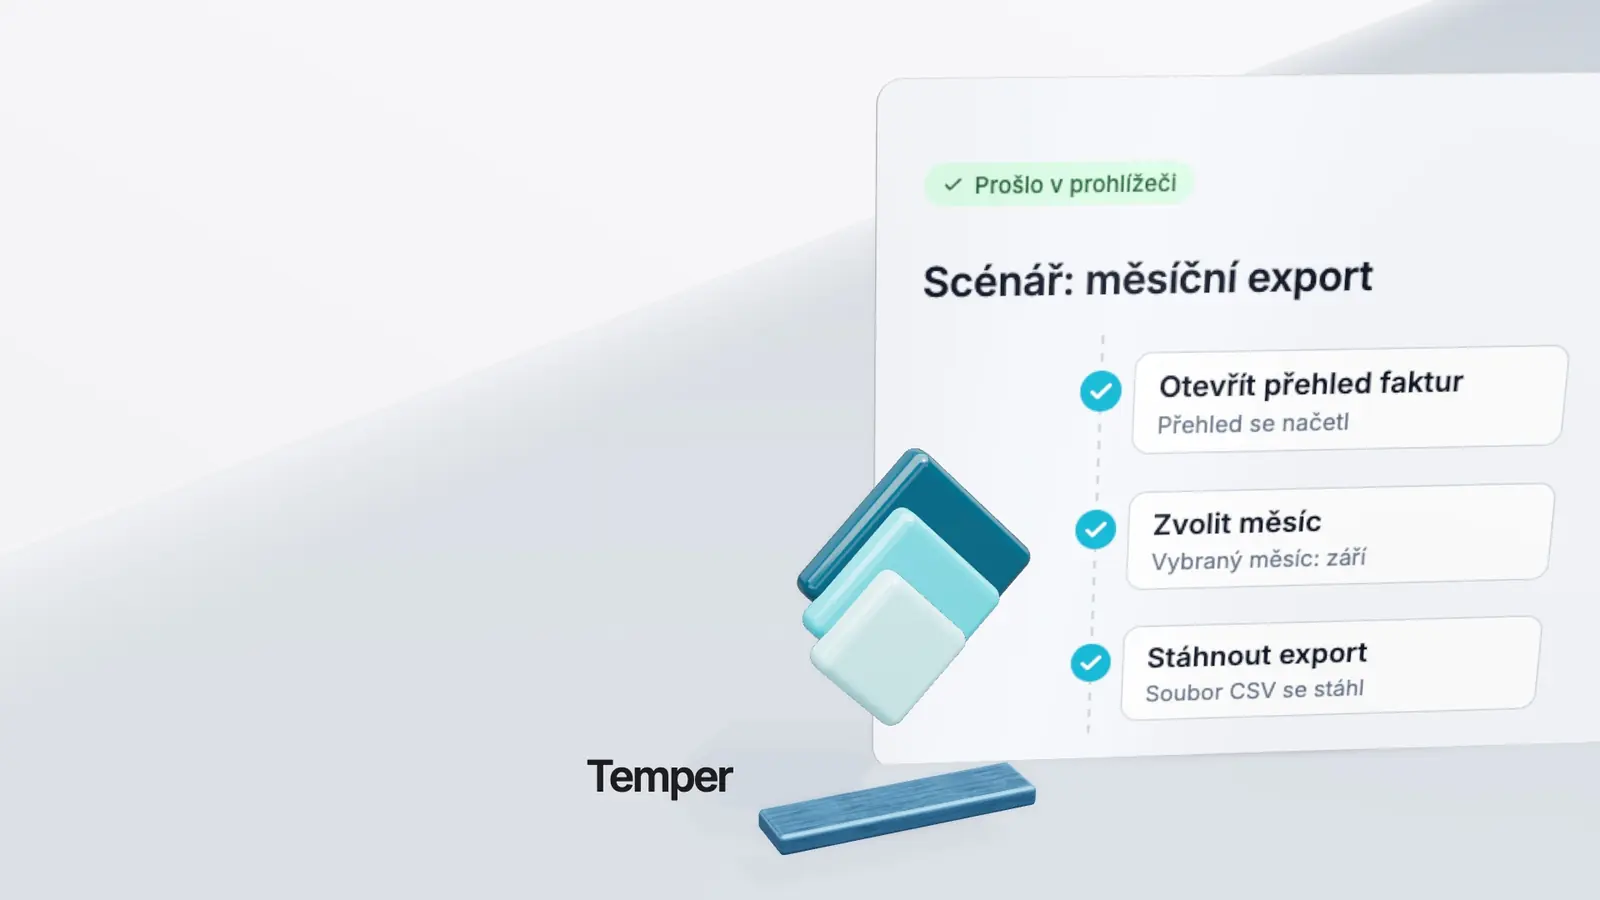 Prošlo v prohlížeči
Scénář: měsíční export
Otevřít přehled faktur
Přehled se načetl
Zvolit měsíc
Vybraný měsíc: září
Stáhnout export
Soubor CSV se stáhl
Temper